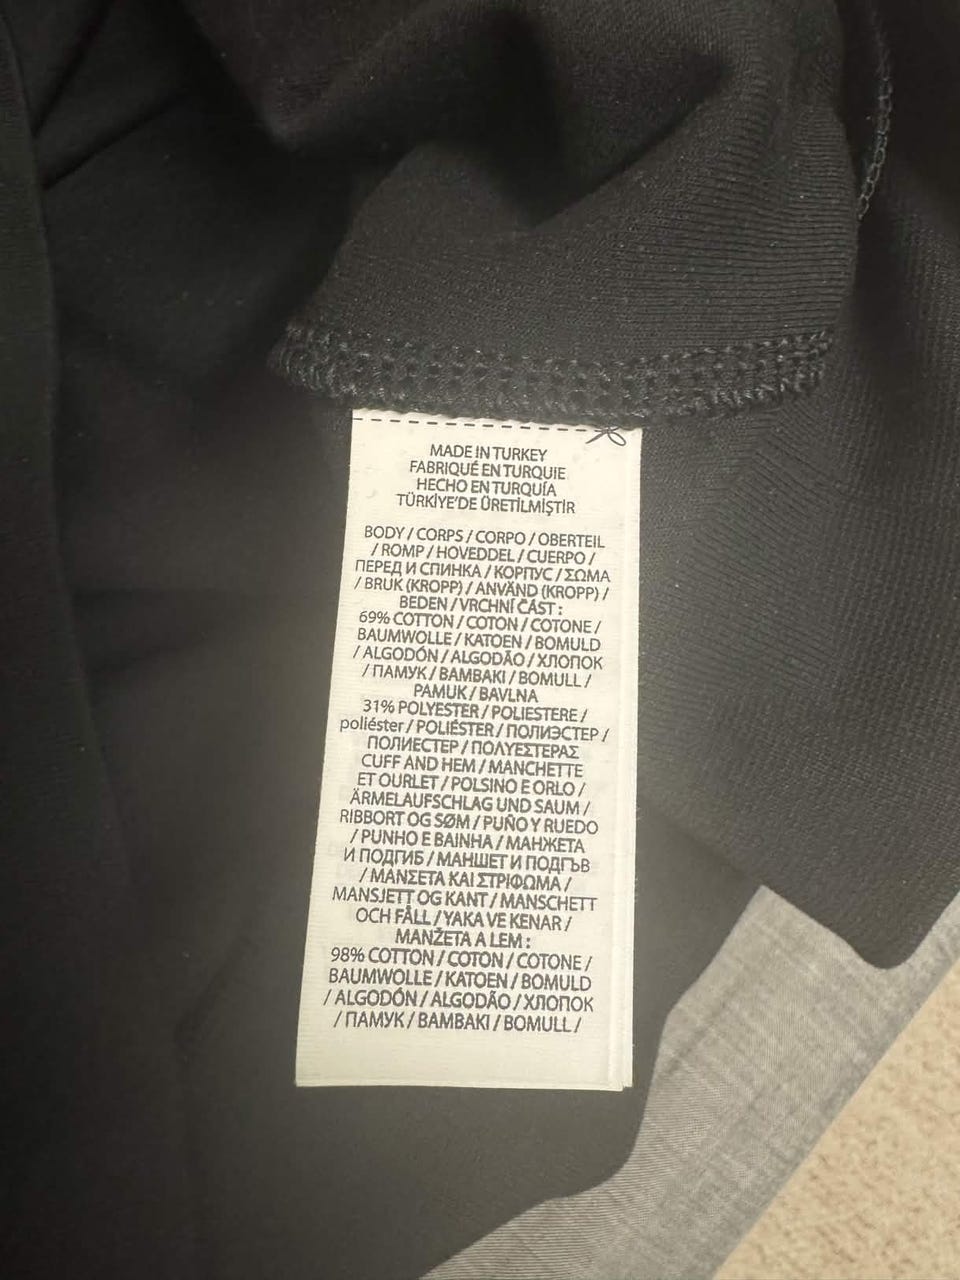 MADE IN TURKEY
FABRIQUÉ EN TURQUIE
HECHO EN TURQUÍA
TÜRKİYE'DE ÜRETİLMİŞTİR
BODY / CORPS / CORPO / OBERTEIL
/ ROMP / HOVEDDEL / CUERPO /
ПЕРЕД И СПИНКА / КОРПУС / ΣΩΜΑ
/ BRUK (KROPP) / ANVÄND (KROPP) /
BEDEN / VRCHNÍ ČÁST :
69% COTTON / COTON / COTONE /
BAUMWOLLE / KATOEN / BOMULD
/ ALGODÓN / ALGODÃO / ХЛОПОК
/ ПАМУК / ΒΑΜΒΑΚΙ / BOMULL /
PAMUK / BAVLNA
31% POLYESTER / POLIESTERE /
poliéster / POLIÉSTER / ПОЛИЭСТЕР /
ПОЛИЕСТЕР / ΠΟΛΥΕΣΤΕΡΑΣ
CUFF AND HEM / MANCHETTE
ET OURLET / POLSINO E ORLO /
ÄRMELAUFSCHLAG UND SAUM /
RIBBORT OG SØM / PUÑO Y RUEDO
/ PUNHO E BAINHA / МАНЖЕТА
И ПОДГИБ / МАНШЕТ И ПОДГЪВ
/ ΜΑΝΣΕΤΑ ΚΑΙ ΣΤΡΙΦΩΜΑ /
MANSJETT OG KANT / MANSCHETT
OCH FÅLL / YAKA VE KENAR /
MANŽETA A LEM :
98% COTTON / COTON / COTONE /
BAUMWOLLE / KATOEN / BOMULD
/ ALGODÓN / ALGODÃO / ХЛОПОК
/ ПАМУК / ΒΑΜΒΑΚΙ / BOMULL /